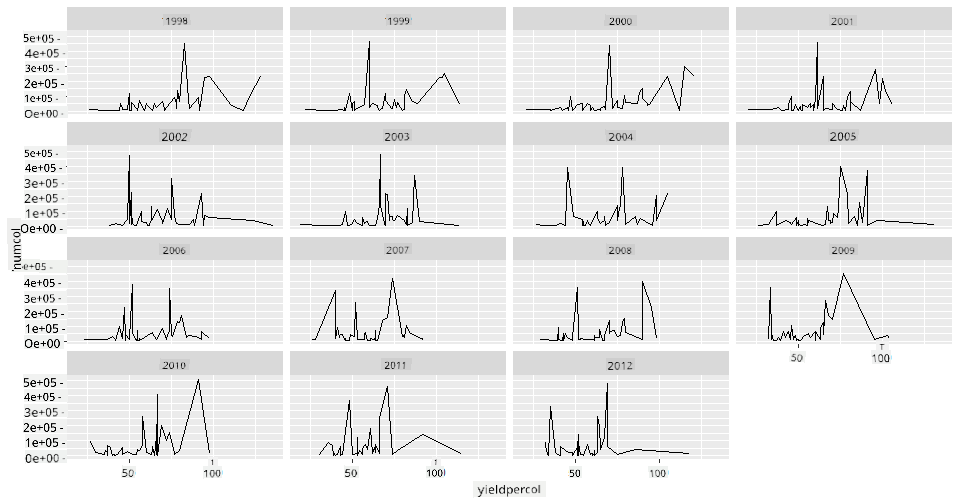 1998 1999 2000 2001
5e+05 -
4e+05 -
3e+05 -
2e+05 -
1e+05 -
0e+00 -
2002 2003 2004 2005
5e+05 -
4e+05 -
3e+05 -
2e+05 -
1e+05 -
0e+00 -
numcol
2006 2007 2008 2009
e+05 -
4e+05 -
3e+05 -
2e+05 -
1e+05 -
0e+00 -
50 100
2010 2011 2012
5e+05 -
4e+05 -
3e+05 -
2e+05 -
1e+05 -
0e+00 -
50 100 50 100 50 100
yieldpercol